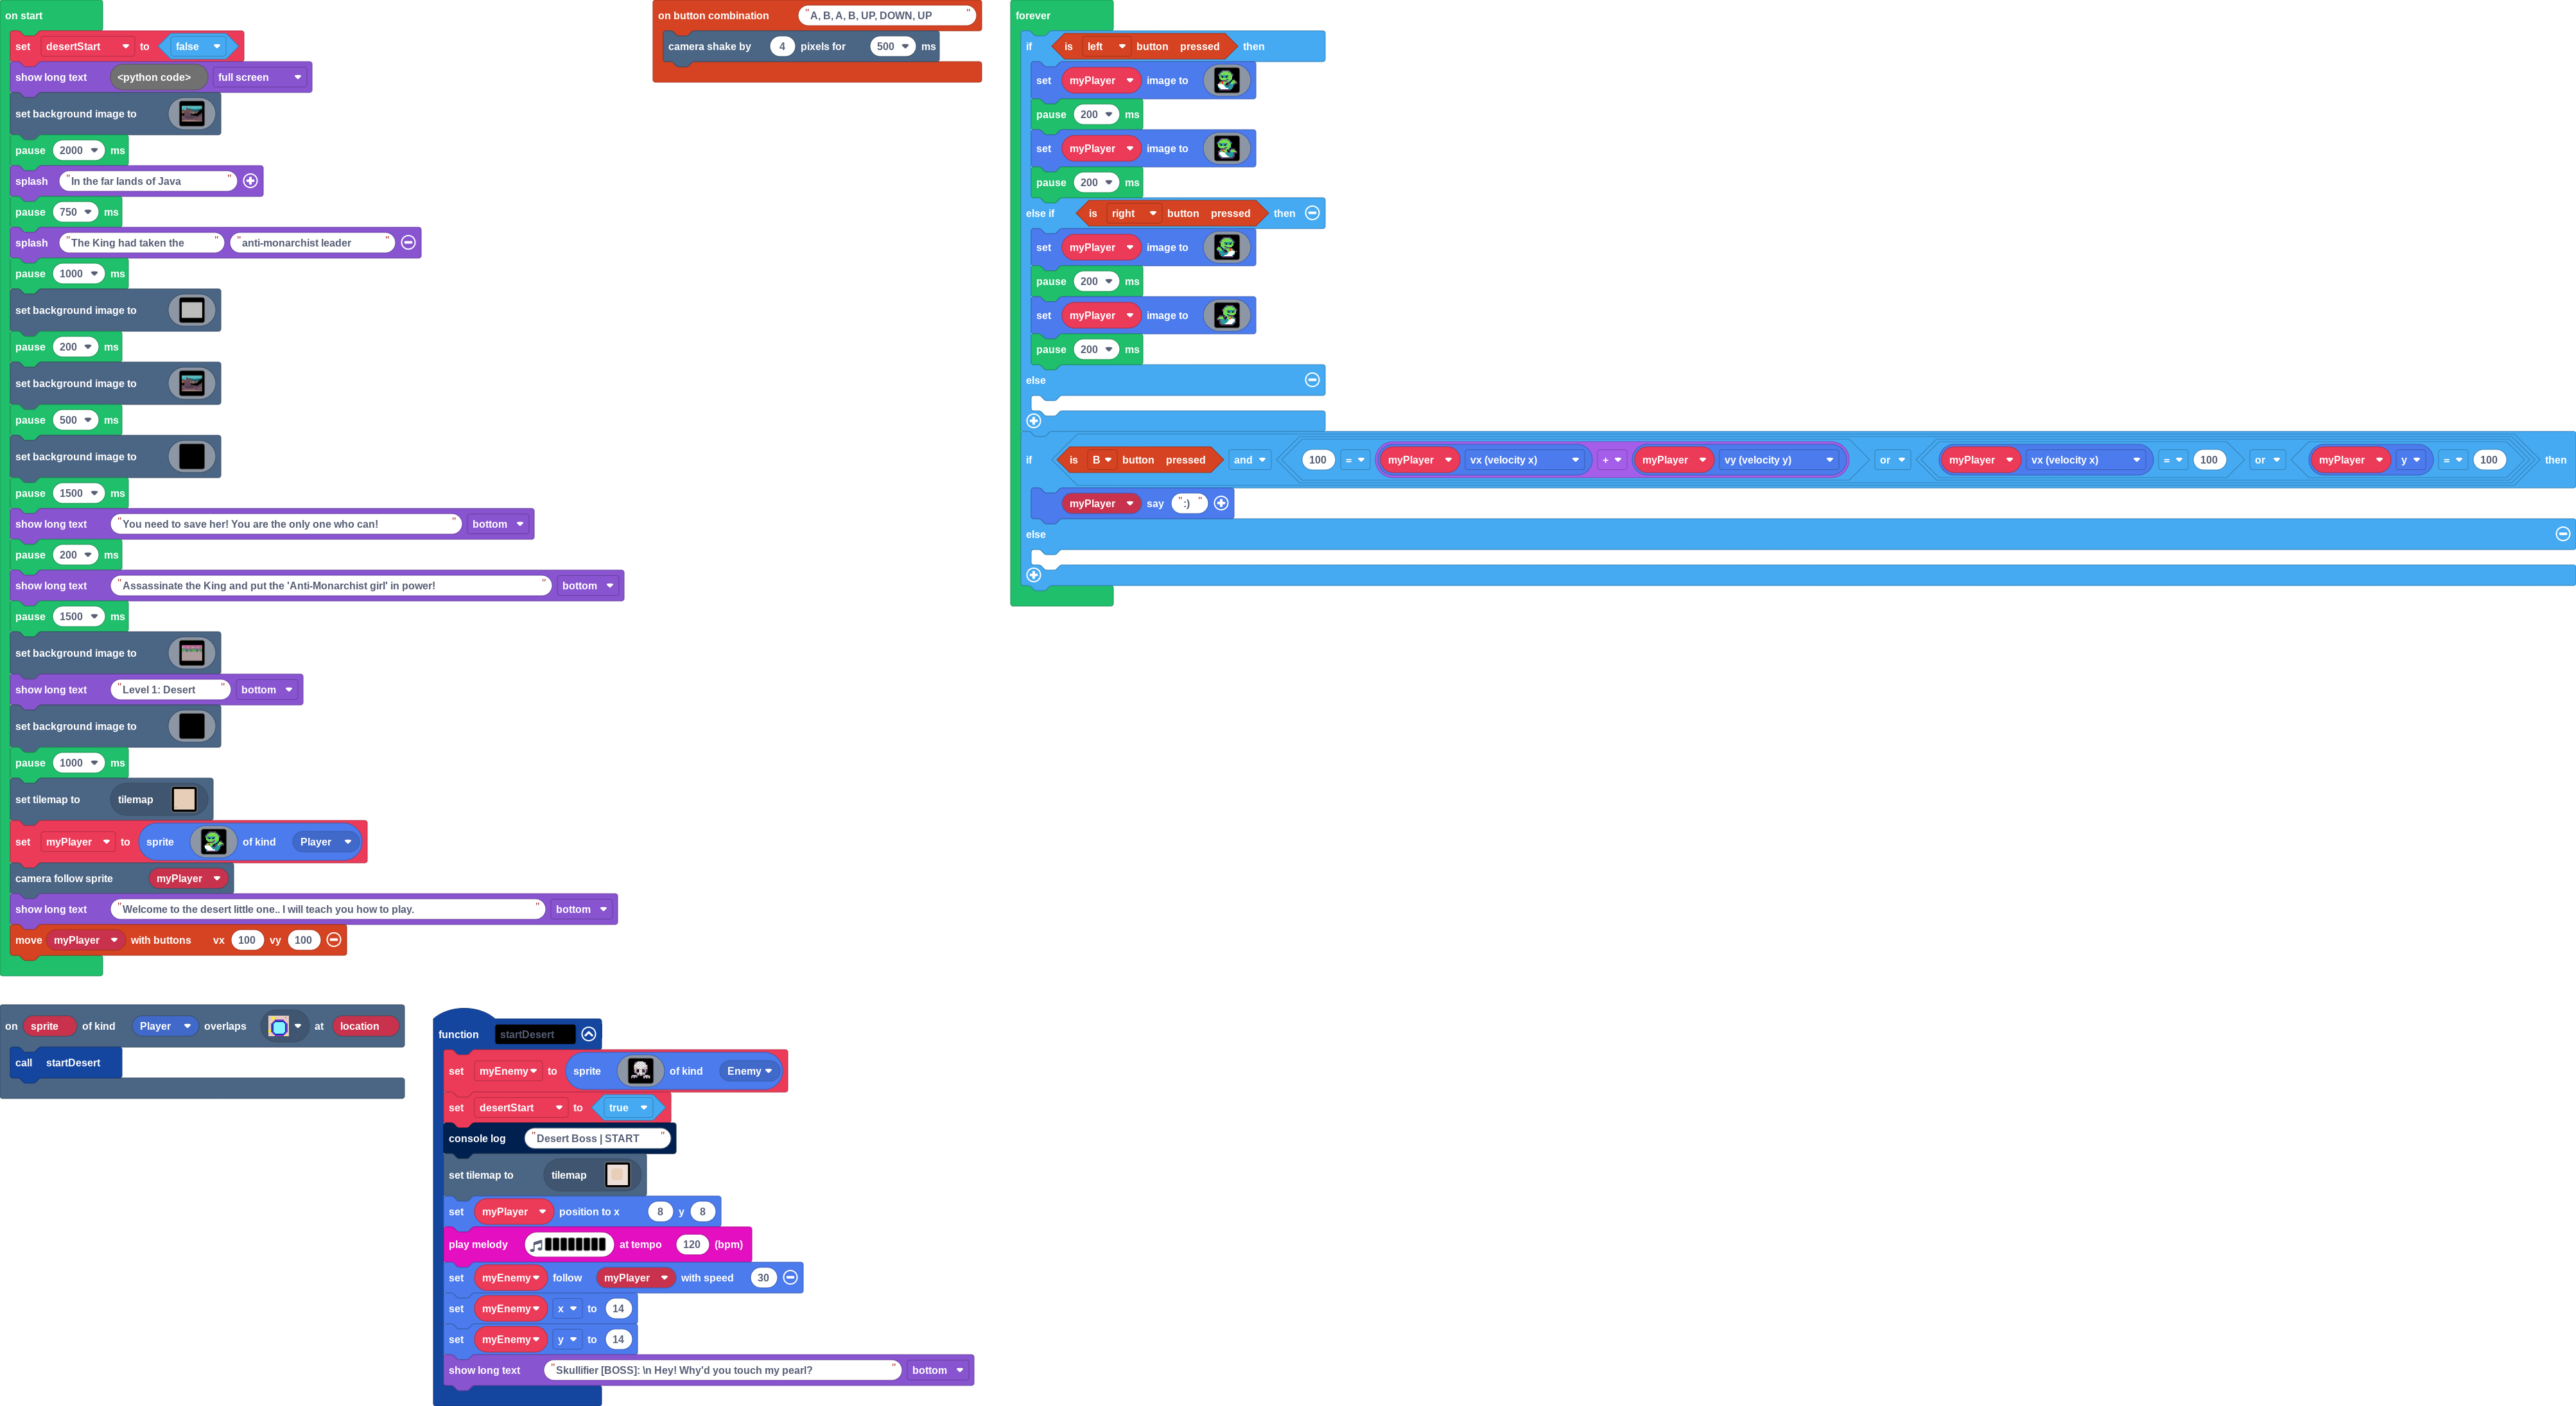 on start
set desertStart to false
show long text <python code> full screen
set background image to
pause 2000 ms
splash "In the far lands of Java"
pause 750 ms
splash "The King had taken the" "anti-monarchist leader"
pause 1000 ms
set background image to
pause 200 ms
set background image to
pause 500 ms
set background image to
pause 1500 ms
show long text "You need to save her! You are the only one who can!" bottom
pause 200 ms
show long text "Assassinate the King and put the 'Anti-Monarchist girl' in power!" bottom
pause 1500 ms
set background image to
show long text "Level 1: Desert" bottom
set background image to
pause 1000 ms
set tilemap to tilemap
set myPlayer to sprite of kind Player
camera follow sprite myPlayer
show long text "Welcome to the desert little one.. I will teach you how to play." bottom
move myPlayer with buttons vx 100 vy 100
on button combination "A, B, A, B, UP, DOWN, UP"
camera shake by 4 pixels for 500 ms
forever
if is left button pressed then
set myPlayer image to
pause 200 ms
set myPlayer image to
pause 200 ms
else if is right button pressed then
set myPlayer image to
pause 200 ms
set myPlayer image to
pause 200 ms
else
if is B button pressed and 100 = myPlayer vx (velocity x) + myPlayer vy (velocity y) or myPlayer vx (velocity x) = 100 or myPlayer y = 100 then
myPlayer say ":)"
else
on sprite of kind Player overlaps at location
call startDesert
function startDesert
set myEnemy to sprite of kind Enemy
set desertStart to true
console log "Desert Boss | START"
set tilemap to tilemap
set myPlayer position to x 8 y 8
play melody at tempo 120 (bpm)
set myEnemy follow myPlayer with speed 30
set myEnemy x to 14
set myEnemy y to 14
show long text "Skullifier [BOSS]: \n Hey! Why'd you touch my pearl?" bottom